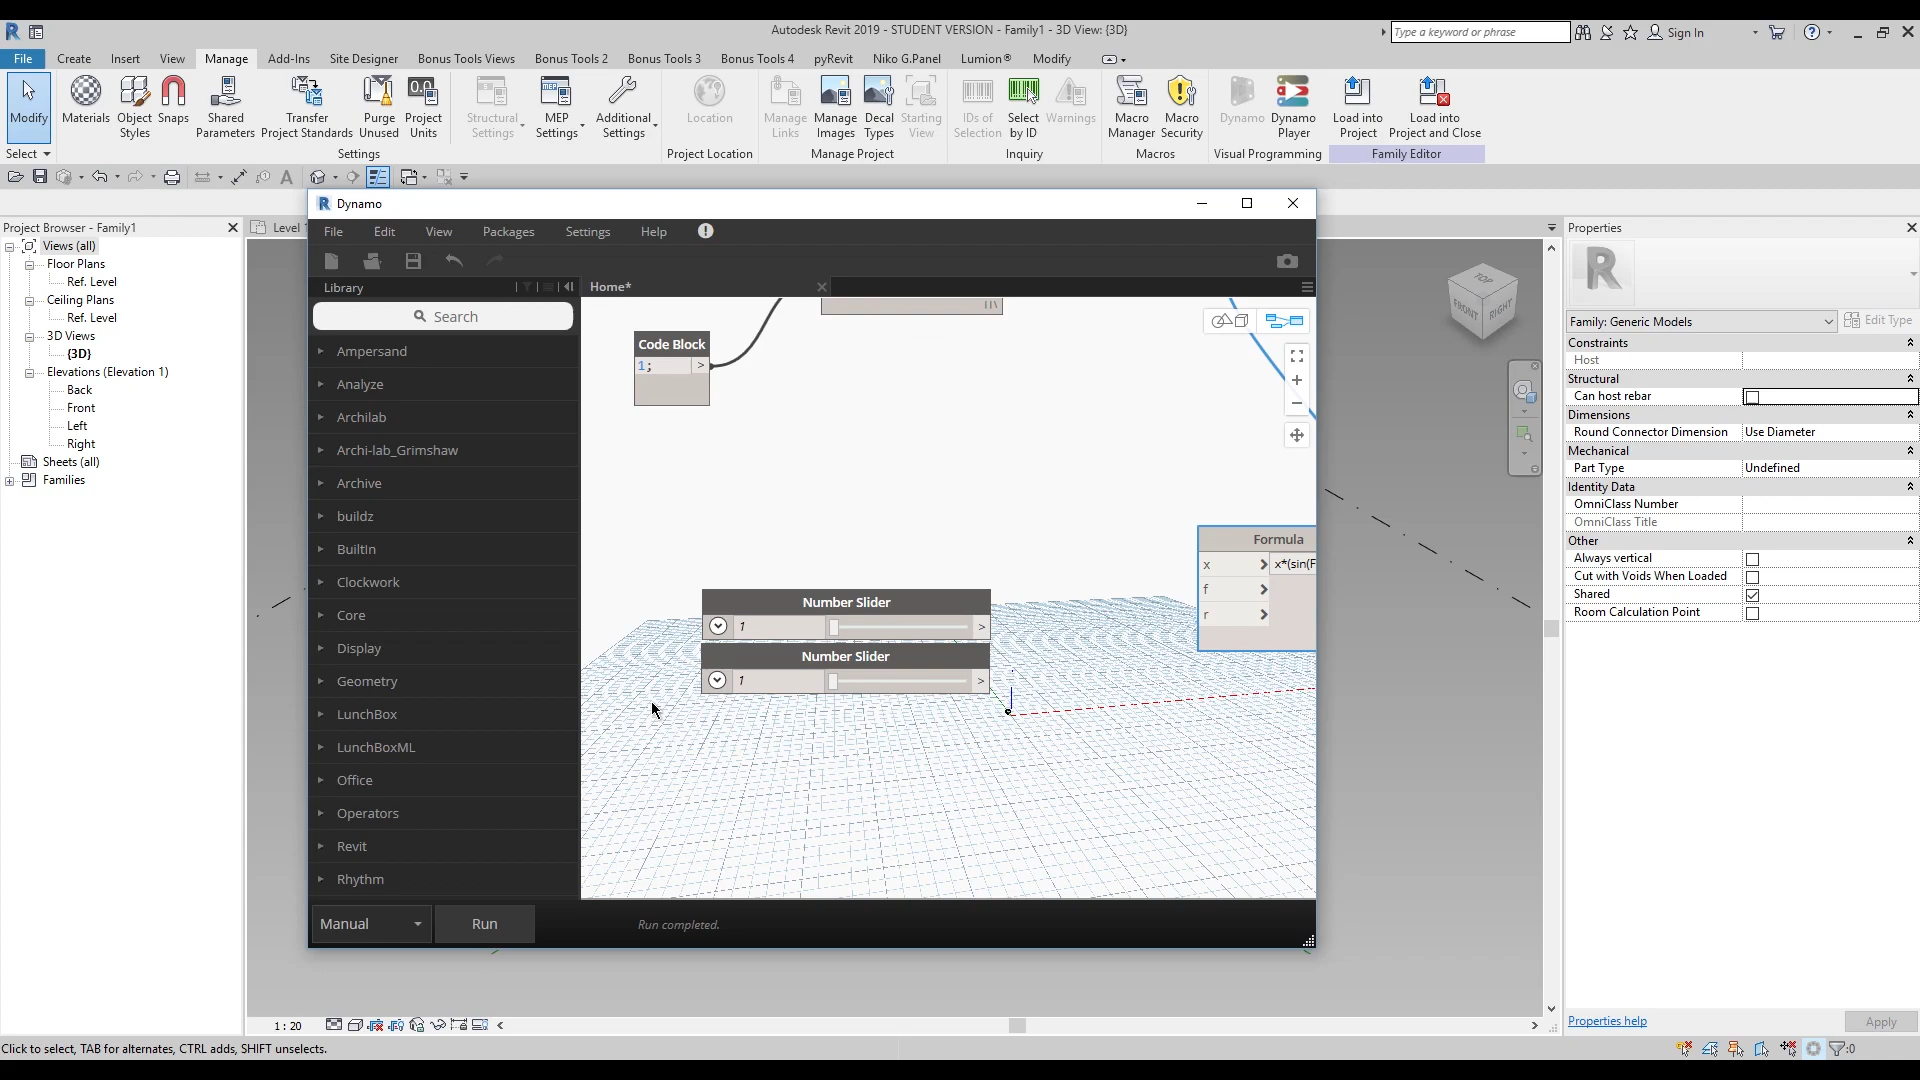 Autodesk Revit 2019 - STUDENT VERSION - Family1 - 3D View: {3D}
Type a keyword or phrase
Sign In
File Create Insert View Manage Add-Ins Site Designer Bonus Tools Views Bonus Tools 2 Bonus Tools 3 Bonus Tools 4 pyRevit Niko G.Panel Lumion® Modify
Modify
Materials
Object Styles
Snaps
Shared Parameters
Transfer Project Standards
Purge Unused
Project Units
Structural Settings
MEP Settings
Additional Settings
Location
Manage Links
Manage Images
Decal Types
Starting View
IDs of Selection
Select by ID
Warnings
Macro Manager
Macro Security
Dynamo
Dynamo Player
Load into Project
Load into Project and Close
Select
Settings
Project Location
Manage Project
Inquiry
Macros
Visual Programming
Family Editor
Project Browser - Family1
Views (all)
Floor Plans
Ref. Level
Ceiling Plans
Ref. Level
3D Views
{3D}
Elevations (Elevation 1)
Back
Front
Left
Right
Sheets (all)
Families
Level
Dynamo
File Edit View Packages Settings Help
Library
Home*
Search
Ampersand
Analyze
Archilab
Archi-lab_Grimshaw
Archive
buildz
BuiltIn
Clockwork
Core
Display
Geometry
LunchBox
LunchBoxML
Office
Operators
Revit
Rhythm
Code Block
1; >
Formula
x > x*(sin(F
f >
r >
Number Slider
1 >
Number Slider
1 >
Manual
Run
Run completed.
TOP
FRONT
RIGHT
Properties
Family: Generic Models
Edit Type
Constraints
Host
Structural
Can host rebar
Dimensions
Round Connector Dimension Use Diameter
Mechanical
Part Type Undefined
Identity Data
OmniClass Number
OmniClass Title
Other
Always vertical
Cut with Voids When Loaded
Shared
Room Calculation Point
Properties help
Apply
1 : 20
Click to select, TAB for alternates, CTRL adds, SHIFT unselects.
:0